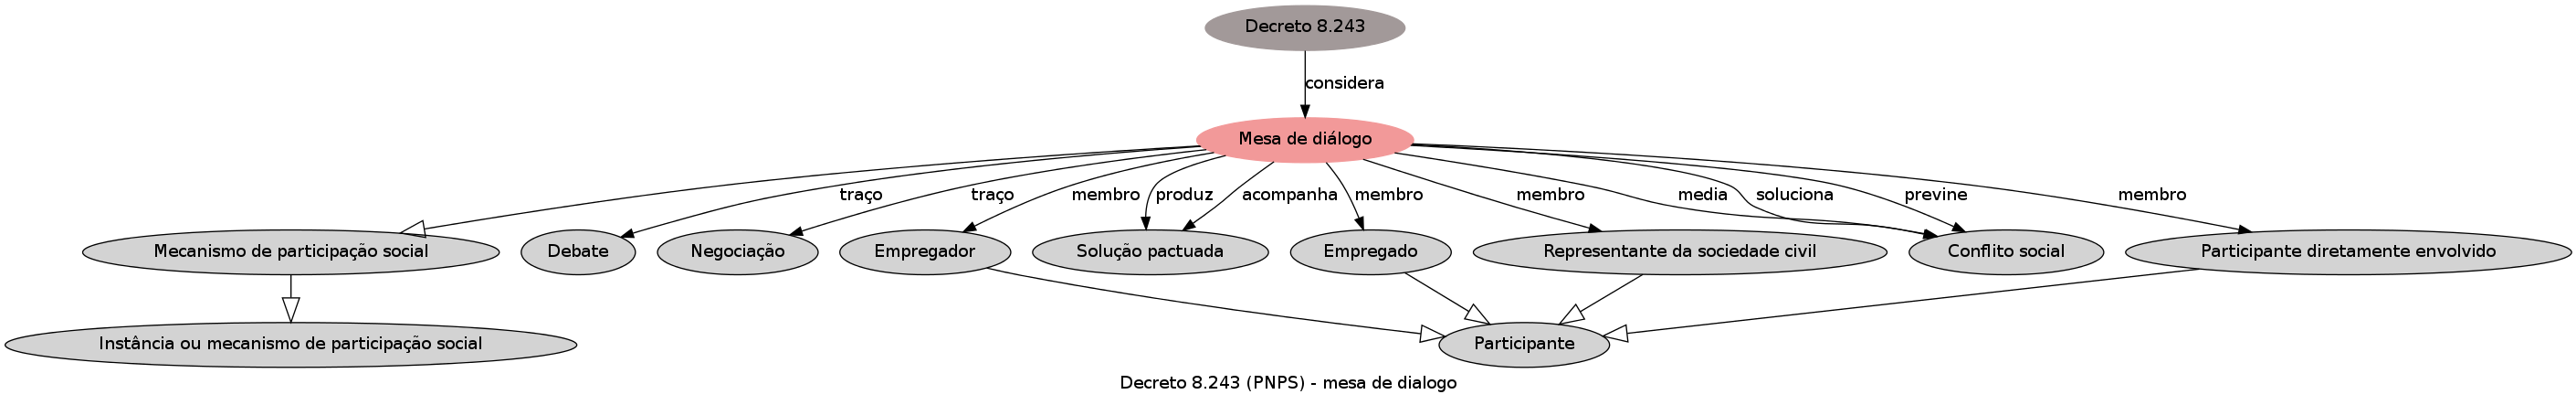 Decreto 8.243
considera
Mesa de diálogo
traço
traço
membro
produz
acompanha
membro
membro
media
soluciona
previne
membro
Mecanismo de participação social
Debate
Negociação
Empregador
Solução pactuada
Empregado
Representante da sociedade civil
Conflito social
Participante diretamente envolvido
Instância ou mecanismo de participação social
Participante
Decreto 8.243 (PNPS) - mesa de dialogo